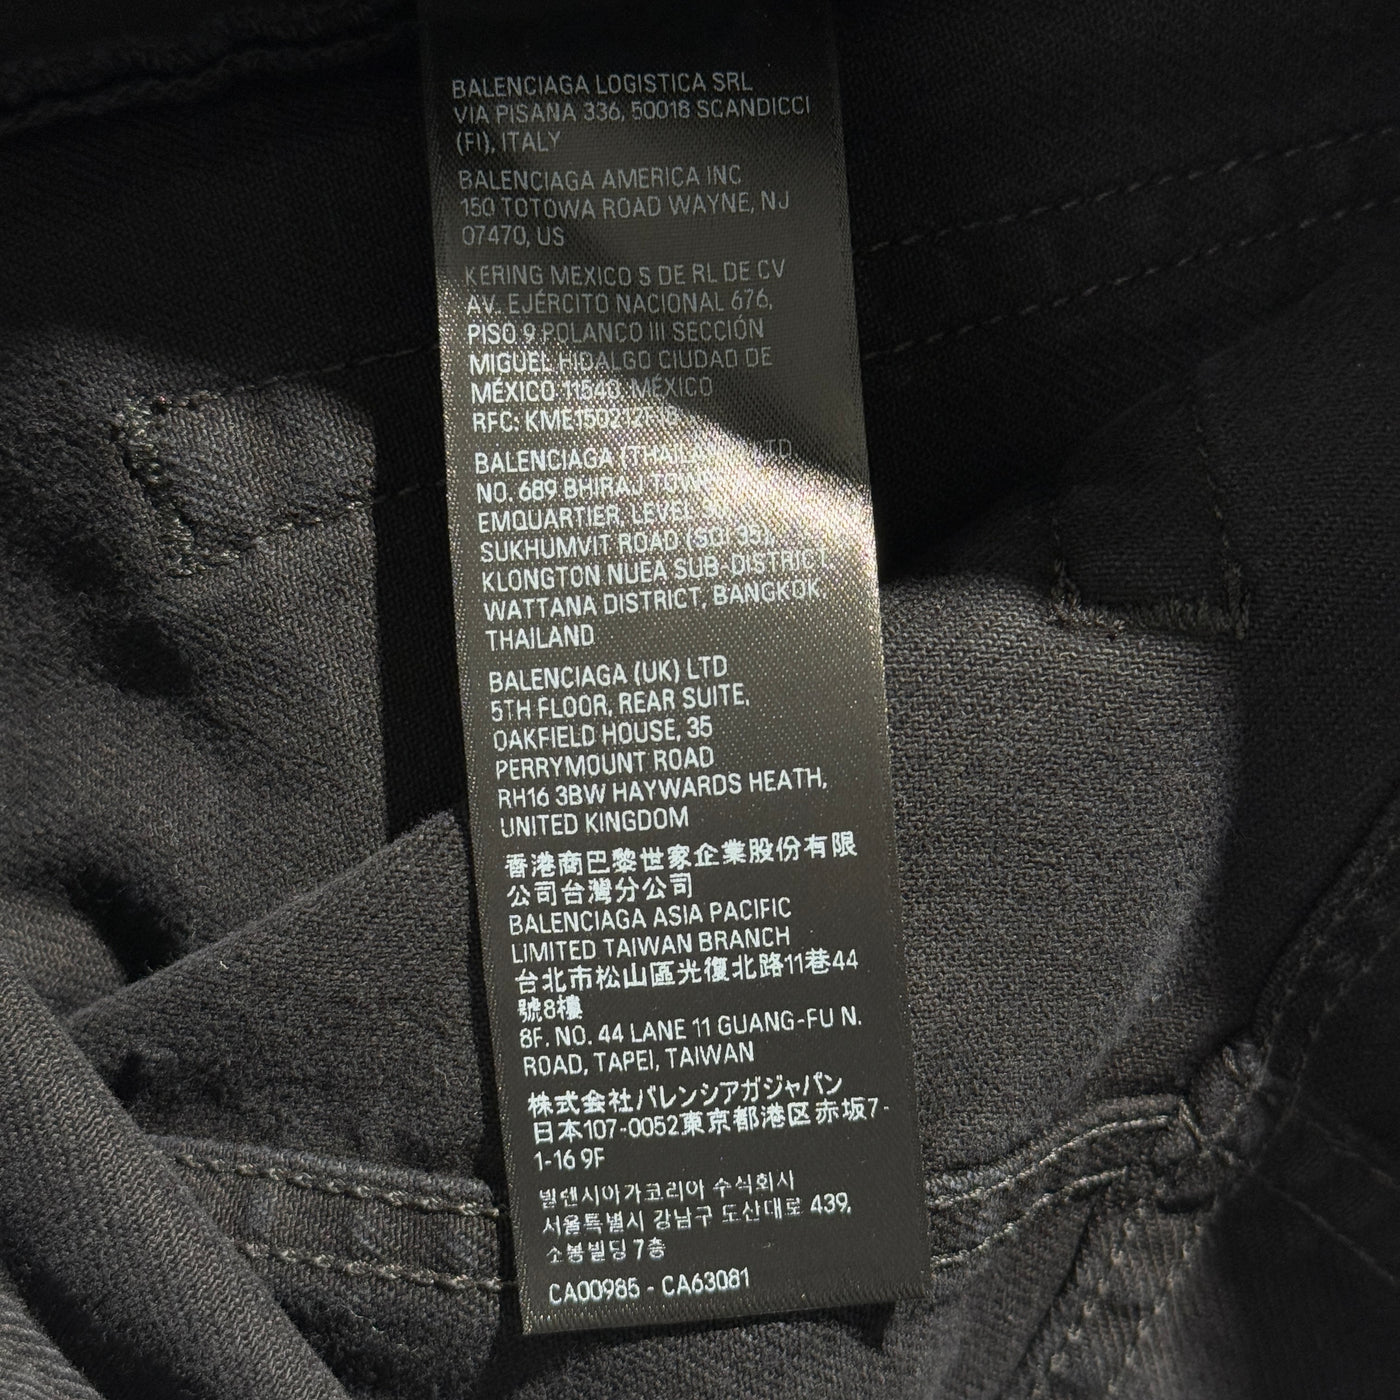 BALENCIAGA LOGISTICA SRL
VIA PISANA 336, 50018 SCANDICCI
(FI), ITALY
BALENCIAGA AMERICA INC
150 TOTOWA ROAD WAYNE, NJ
07470, US
KERING MEXICO S DE RL DE CV
AV. EJÉRCITO NACIONAL 676,
PISO 9 POLANCO III SECCIÓN
MIGUEL HIDALGO CIUDAD DE
MÉXICO 11560 MÉXICO
RFC:
BALENCIAGA (THAILAND) LTD
NO. 689 BHIRAJ TOWER
EMQUARTIER, LEVEL
SUKHUMVIT ROAD (SOI 35),
KLONGTON NUEA SUB-DISTRICT,
WATTANA DISTRICT, BANGKOK
THAILAND
BALENCIAGA (UK) LTD
5TH FLOOR, REAR SUITE,
OAKFIELD HOUSE, 35
PERRYMOUNT ROAD
RH16 3BW HAYWARDS HEATH,
UNITED KINGDOM
香港商巴黎世家企業股份有限
公司台灣分公司
BALENCIAGA ASIA PACIFIC
LIMITED TAIWAN BRANCH
台北市松山區光復北路11巷44
號8樓
8F. NO. 44 LANE 11 GUANG-FU N.
ROAD, TAPEI, TAIWAN
株式会社バレンシアガジャパン
日本107-0052東京都港区赤坂7-
1-16 9F
발렌시아가코리아 주식회사
서울특별시 강남구 도산대로 439,
소봉빌딩 7층
CA00985 - CA63081